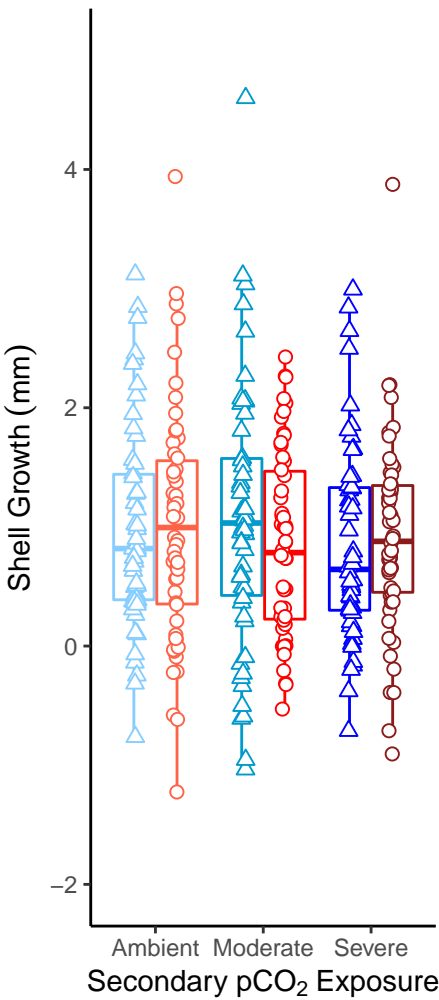 Shell Growth (mm)
4
2
0
−2
Ambient Moderate Severe
Secondary pCO₂ Exposure